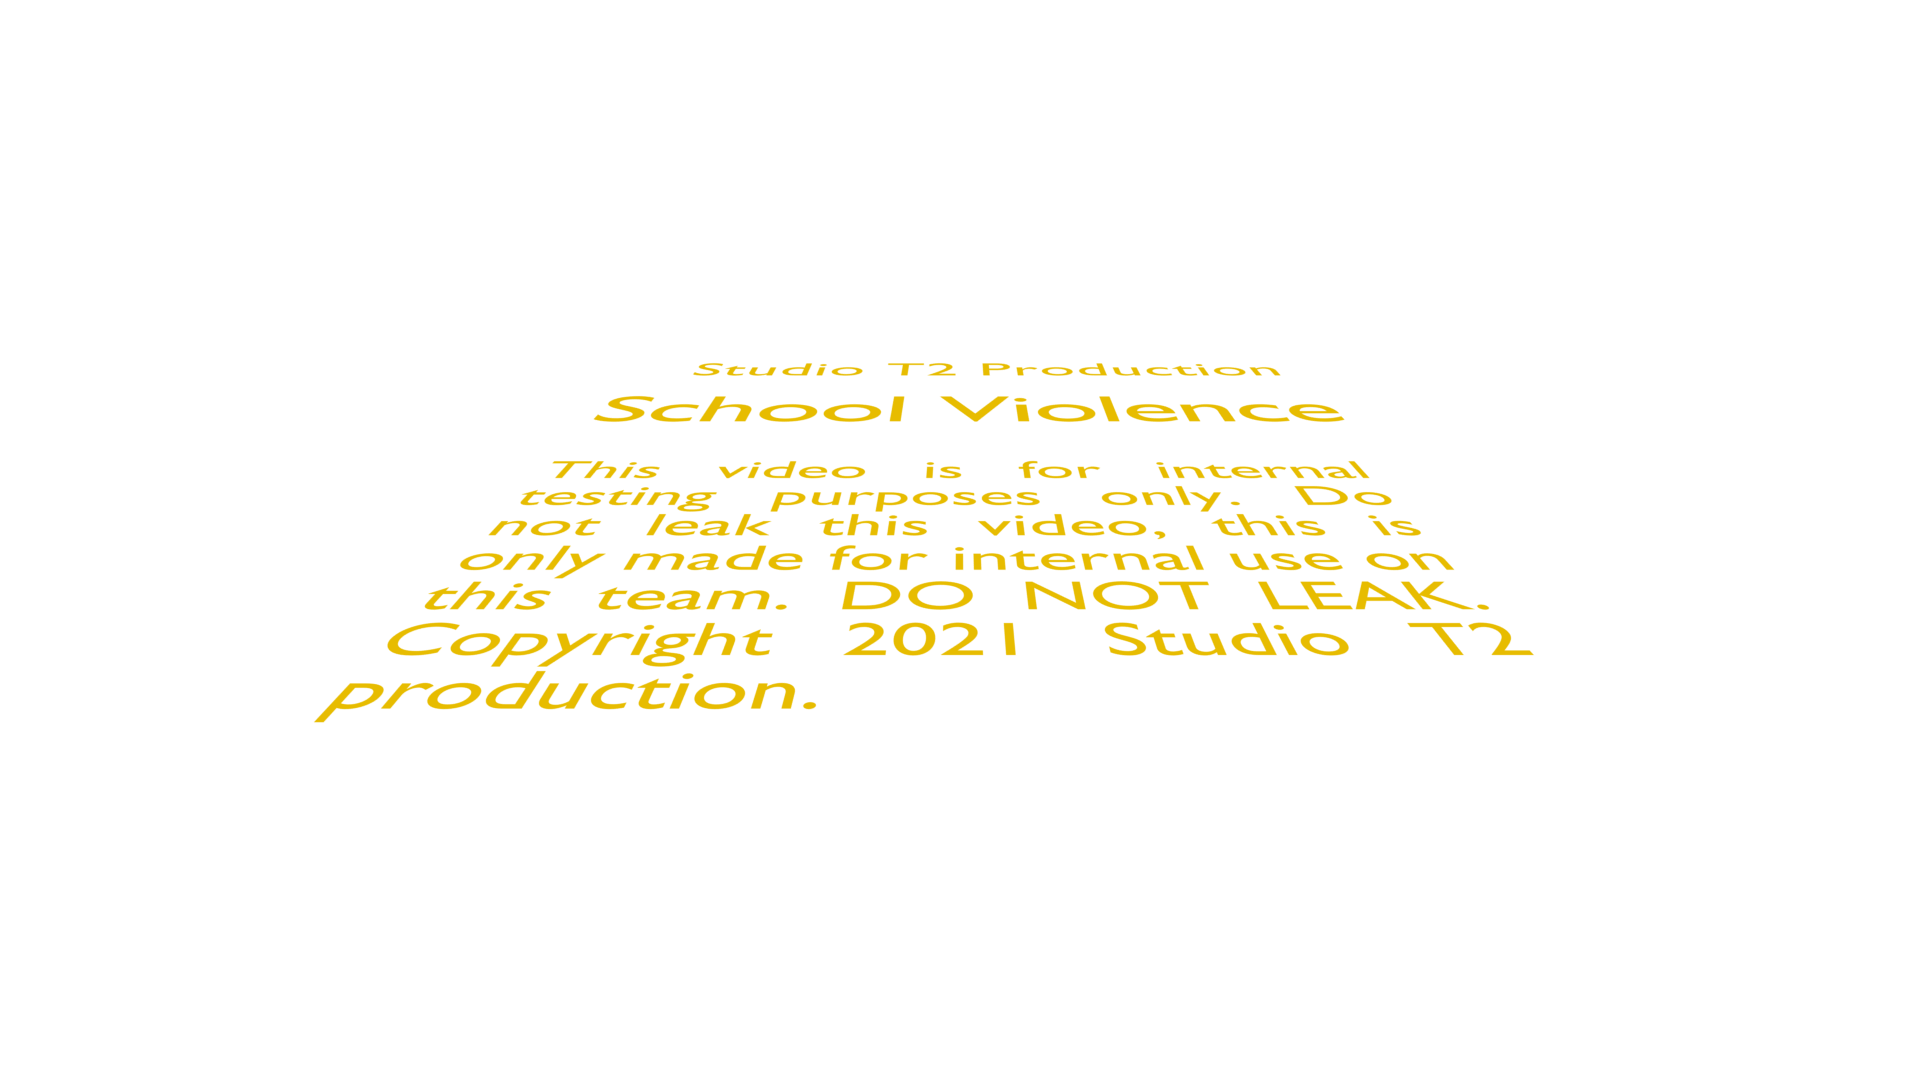 Studio T2 Production
School Violence
This video is for internal
testing purposes only. Do
not leak this video, this is
only made for internal use on
this team. DO NOT LEAK.
Copyright 2021 Studio T2
production.